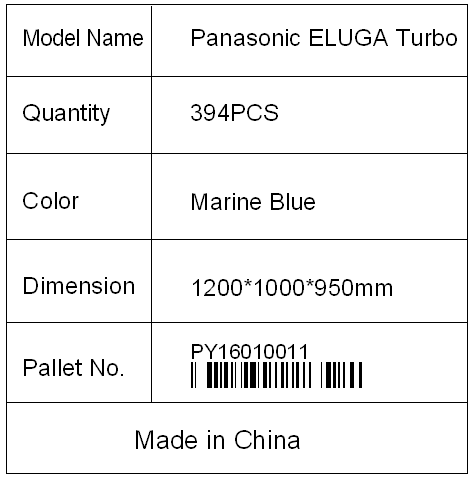 Model Name Panasonic ELUGA Turbo
Quantity 394PCS
Color Marine Blue
Dimension 1200*1000*950mm
Pallet No. PY16010011
Made in China